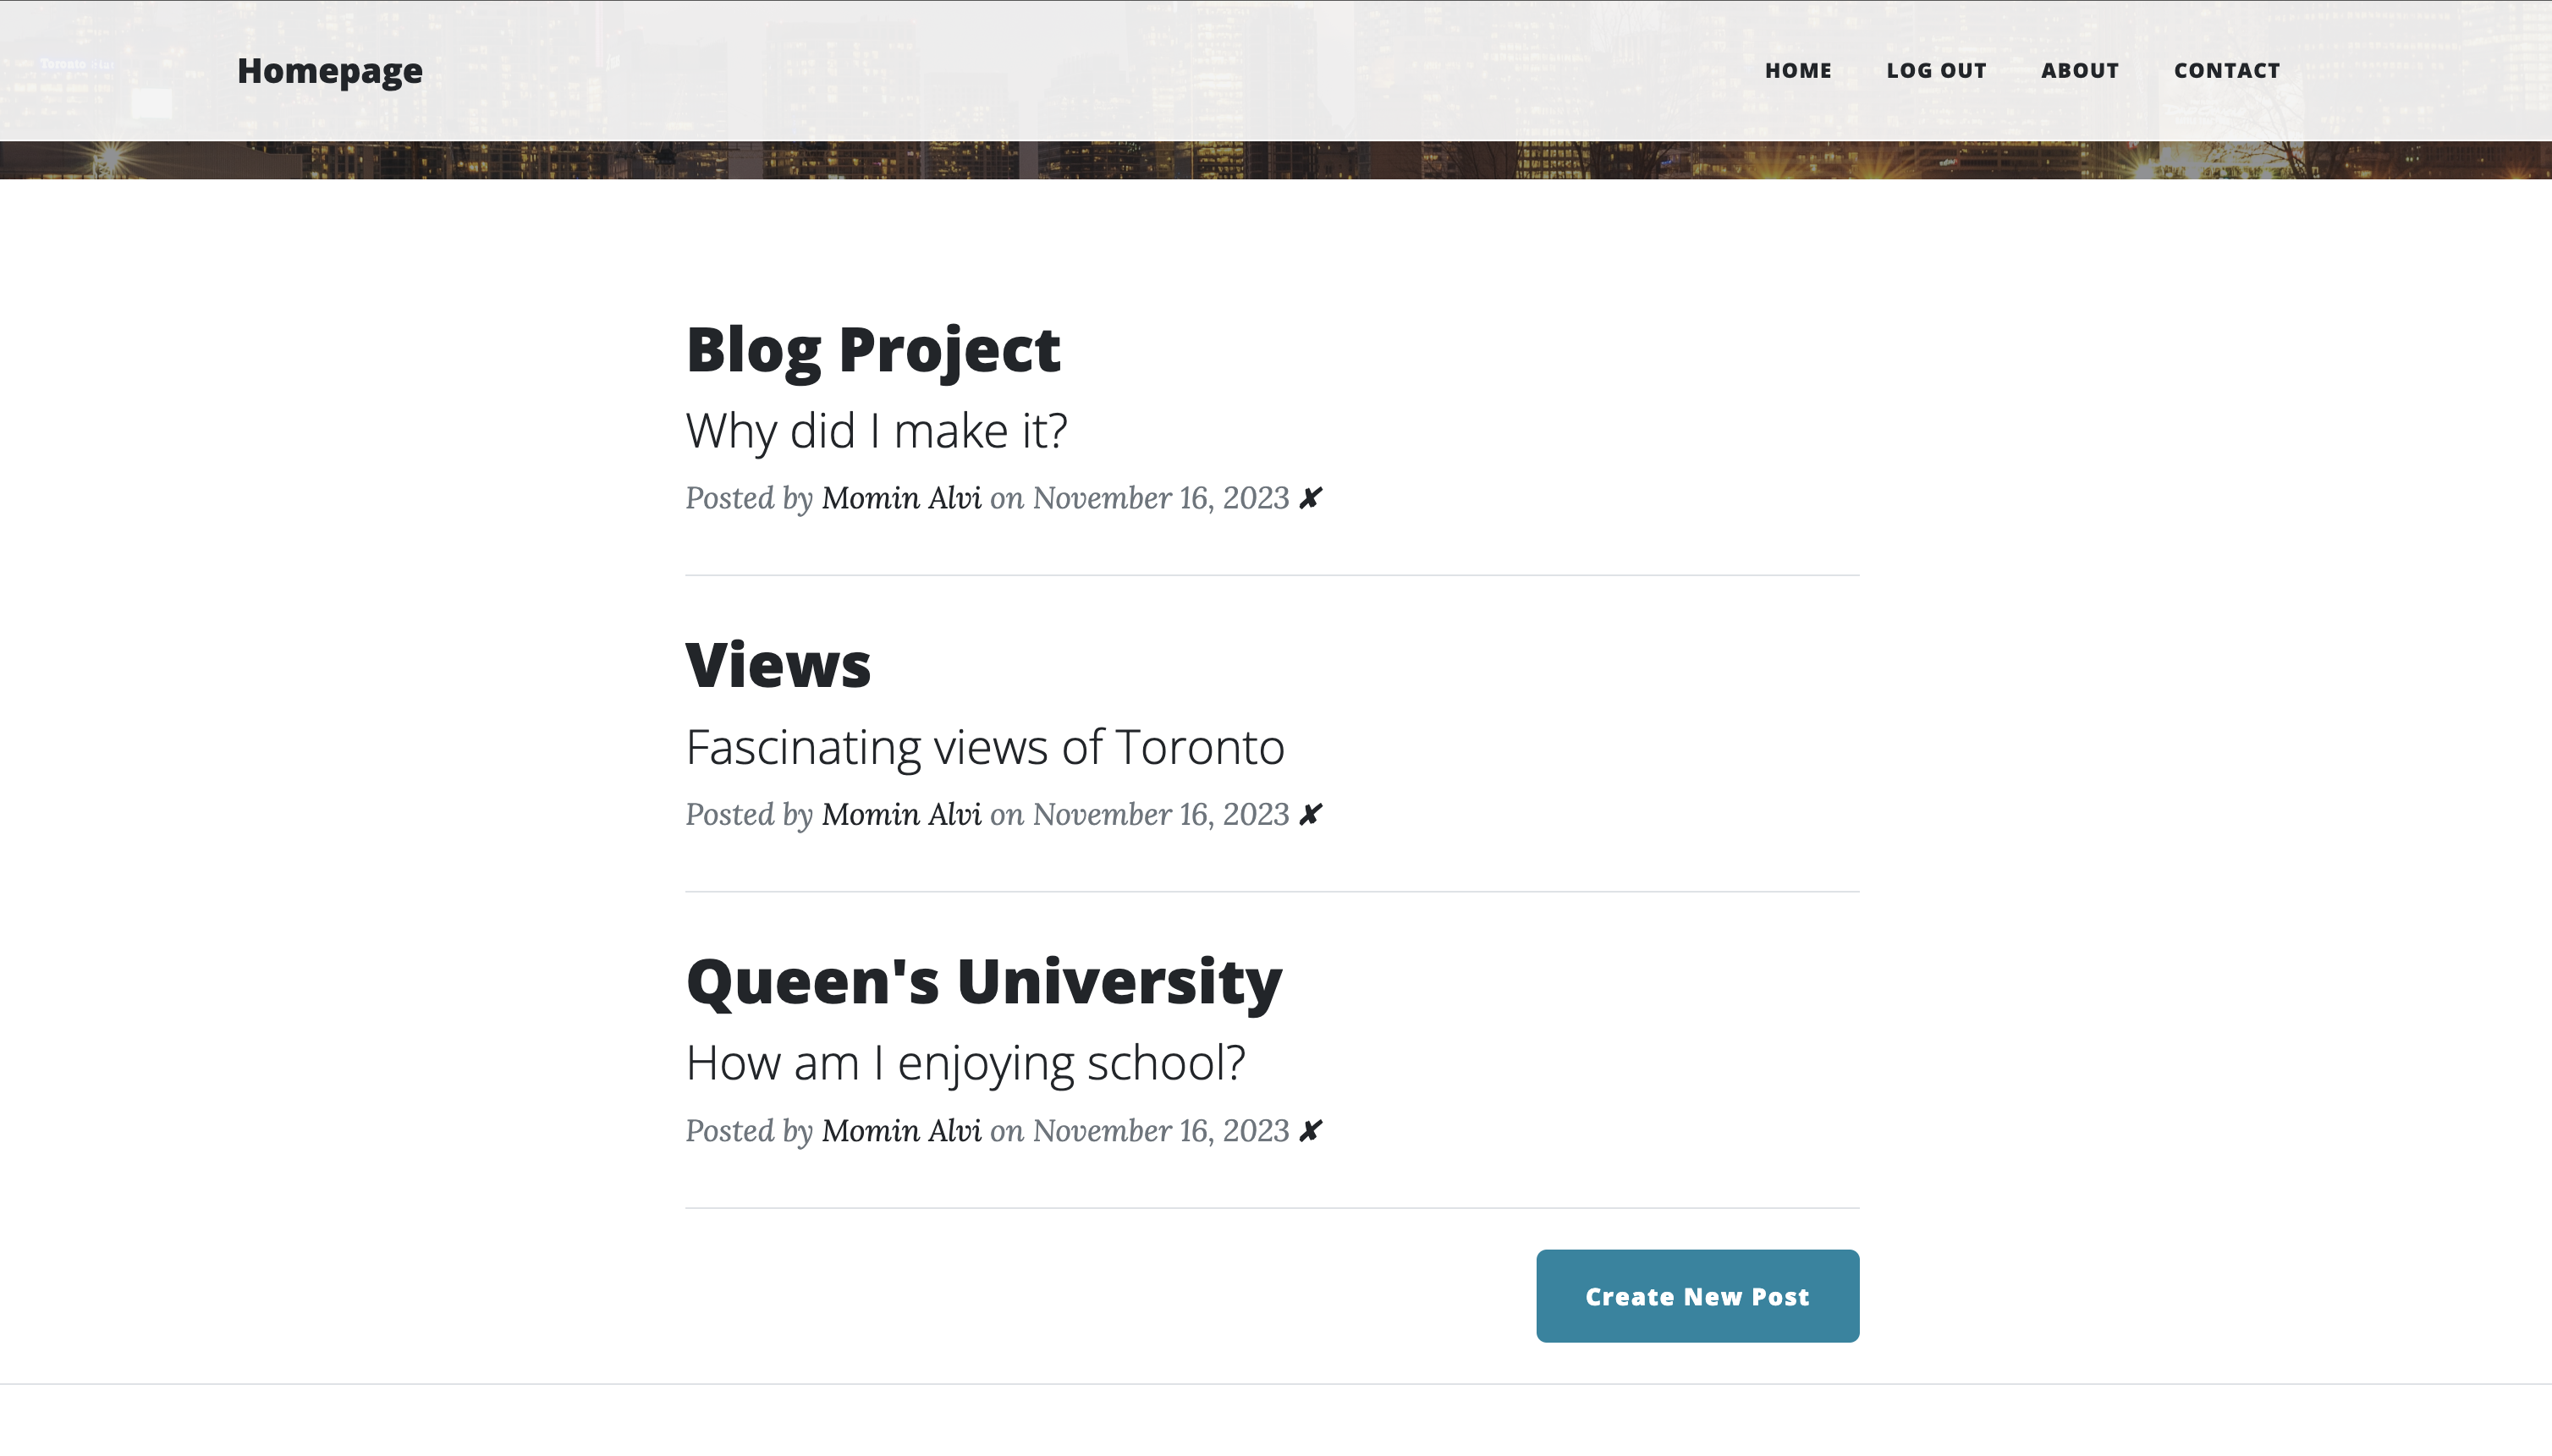 Homepage
HOME LOG OUT ABOUT CONTACT
Blog Project
Why did I make it?
Posted by Momin Alvi on November 16, 2023 ✘
Views
Fascinating views of Toronto
Posted by Momin Alvi on November 16, 2023 ✘
Queen's University
How am I enjoying school?
Posted by Momin Alvi on November 16, 2023 ✘
Create New Post